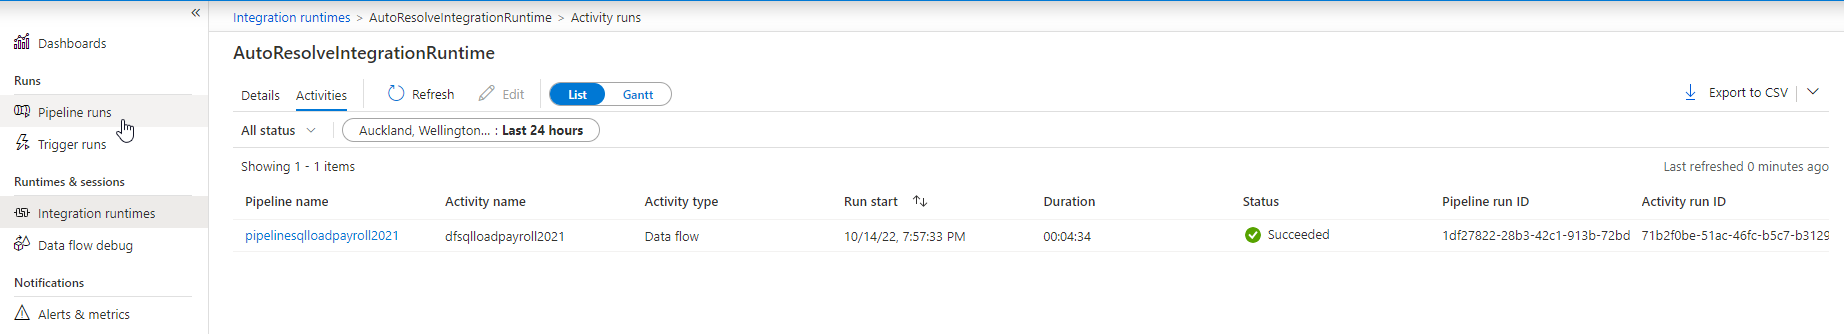 «
Integration runtimes > AutoResolveIntegrationRuntime > Activity runs
Dashboards
Runs
Pipeline runs
Trigger runs
Runtimes & sessions
Integration runtimes
Data flow debug
Notifications
Alerts & metrics
AutoResolveIntegrationRuntime
Details Activities Refresh Edit List Gantt Export to CSV
All status Auckland, Wellington... : Last 24 hours
Showing 1 - 1 items Last refreshed 0 minutes ago
Pipeline name Activity name Activity type Run start Duration Status Pipeline run ID Activity run ID
pipelinesqlloadpayroll2021 dfsqlloadpayroll2021 Data flow 10/14/22, 7:57:33 PM 00:04:34 Succeeded 1df27822-28b3-42c1-913b-72bd 71b2f0be-51ac-46fc-b5c7-b3129